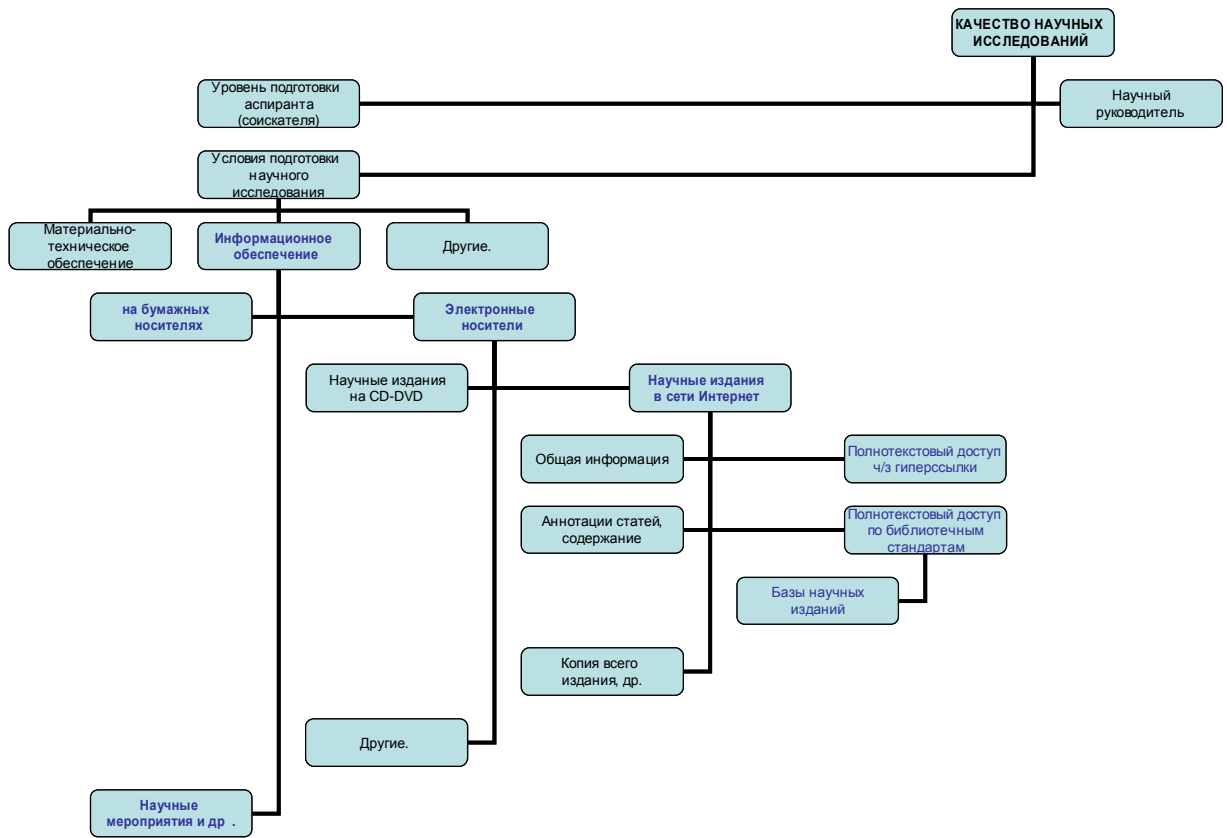 КАЧЕСТВО НАУЧНЫХ
ИССЛЕДОВАНИЙ
Уровень подготовки
аспиранта
(соискателя)
Научный
руководитель
Условия подготовки
научного
исследования
Материально-
техническое
обеспечение
Информационное
обеспечение
Другие.
на бумажных
носителях
Электронные
носители
Научные издания
на CD-DVD
Научные издания
в сети Интернет
Общая информация
Полнотекстовый доступ
ч/з гиперссылки
Аннотации статей,
содержание
Полнотекстовый доступ
по библиотечным
стандартам
Базы научных
изданий
Копия всего
издания, др.
Другие.
Научные
мероприятия и др .